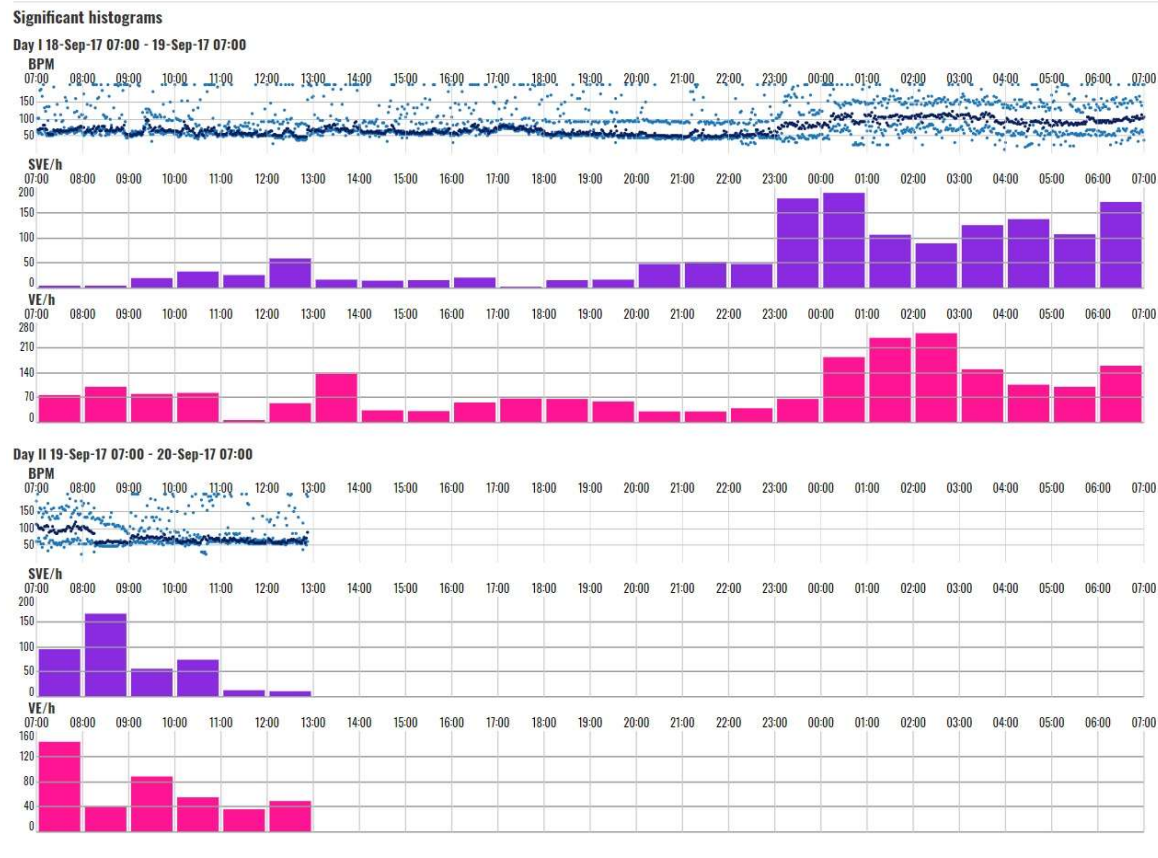 Significant histograms
Day I 18-Sep-17 07:00 - 19-Sep-17 07:00
BPM
07:00 08:00 09:00 10:00 11:00 12:00 13:00 14:00 15:00 16:00 17:00 18:00 19:00 20:00 21:00 22:00 23:00 00:00 01:00 02:00 03:00 04:00 05:00 06:00 07:00
150
100
50
SVE/h
07:00 08:00 09:00 10:00 11:00 12:00 13:00 14:00 15:00 16:00 17:00 18:00 19:00 20:00 21:00 22:00 23:00 00:00 01:00 02:00 03:00 04:00 05:00 06:00 07:00
200
150
100
50
0
VE/h
07:00 08:00 09:00 10:00 11:00 12:00 13:00 14:00 15:00 16:00 17:00 18:00 19:00 20:00 21:00 22:00 23:00 00:00 01:00 02:00 03:00 04:00 05:00 06:00 07:00
280
210
140
70
0
Day II 19-Sep-17 07:00 - 20-Sep-17 07:00
BPM
07:00 08:00 09:00 10:00 11:00 12:00 13:00 14:00 15:00 16:00 17:00 18:00 19:00 20:00 21:00 22:00 23:00 00:00 01:00 02:00 03:00 04:00 05:00 06:00 07:00
150
100
50
SVE/h
07:00 08:00 09:00 10:00 11:00 12:00 13:00 14:00 15:00 16:00 17:00 18:00 19:00 20:00 21:00 22:00 23:00 00:00 01:00 02:00 03:00 04:00 05:00 06:00 07:00
200
150
100
50
0
VE/h
07:00 08:00 09:00 10:00 11:00 12:00 13:00 14:00 15:00 16:00 17:00 18:00 19:00 20:00 21:00 22:00 23:00 00:00 01:00 02:00 03:00 04:00 05:00 06:00 07:00
160
120
80
40
0